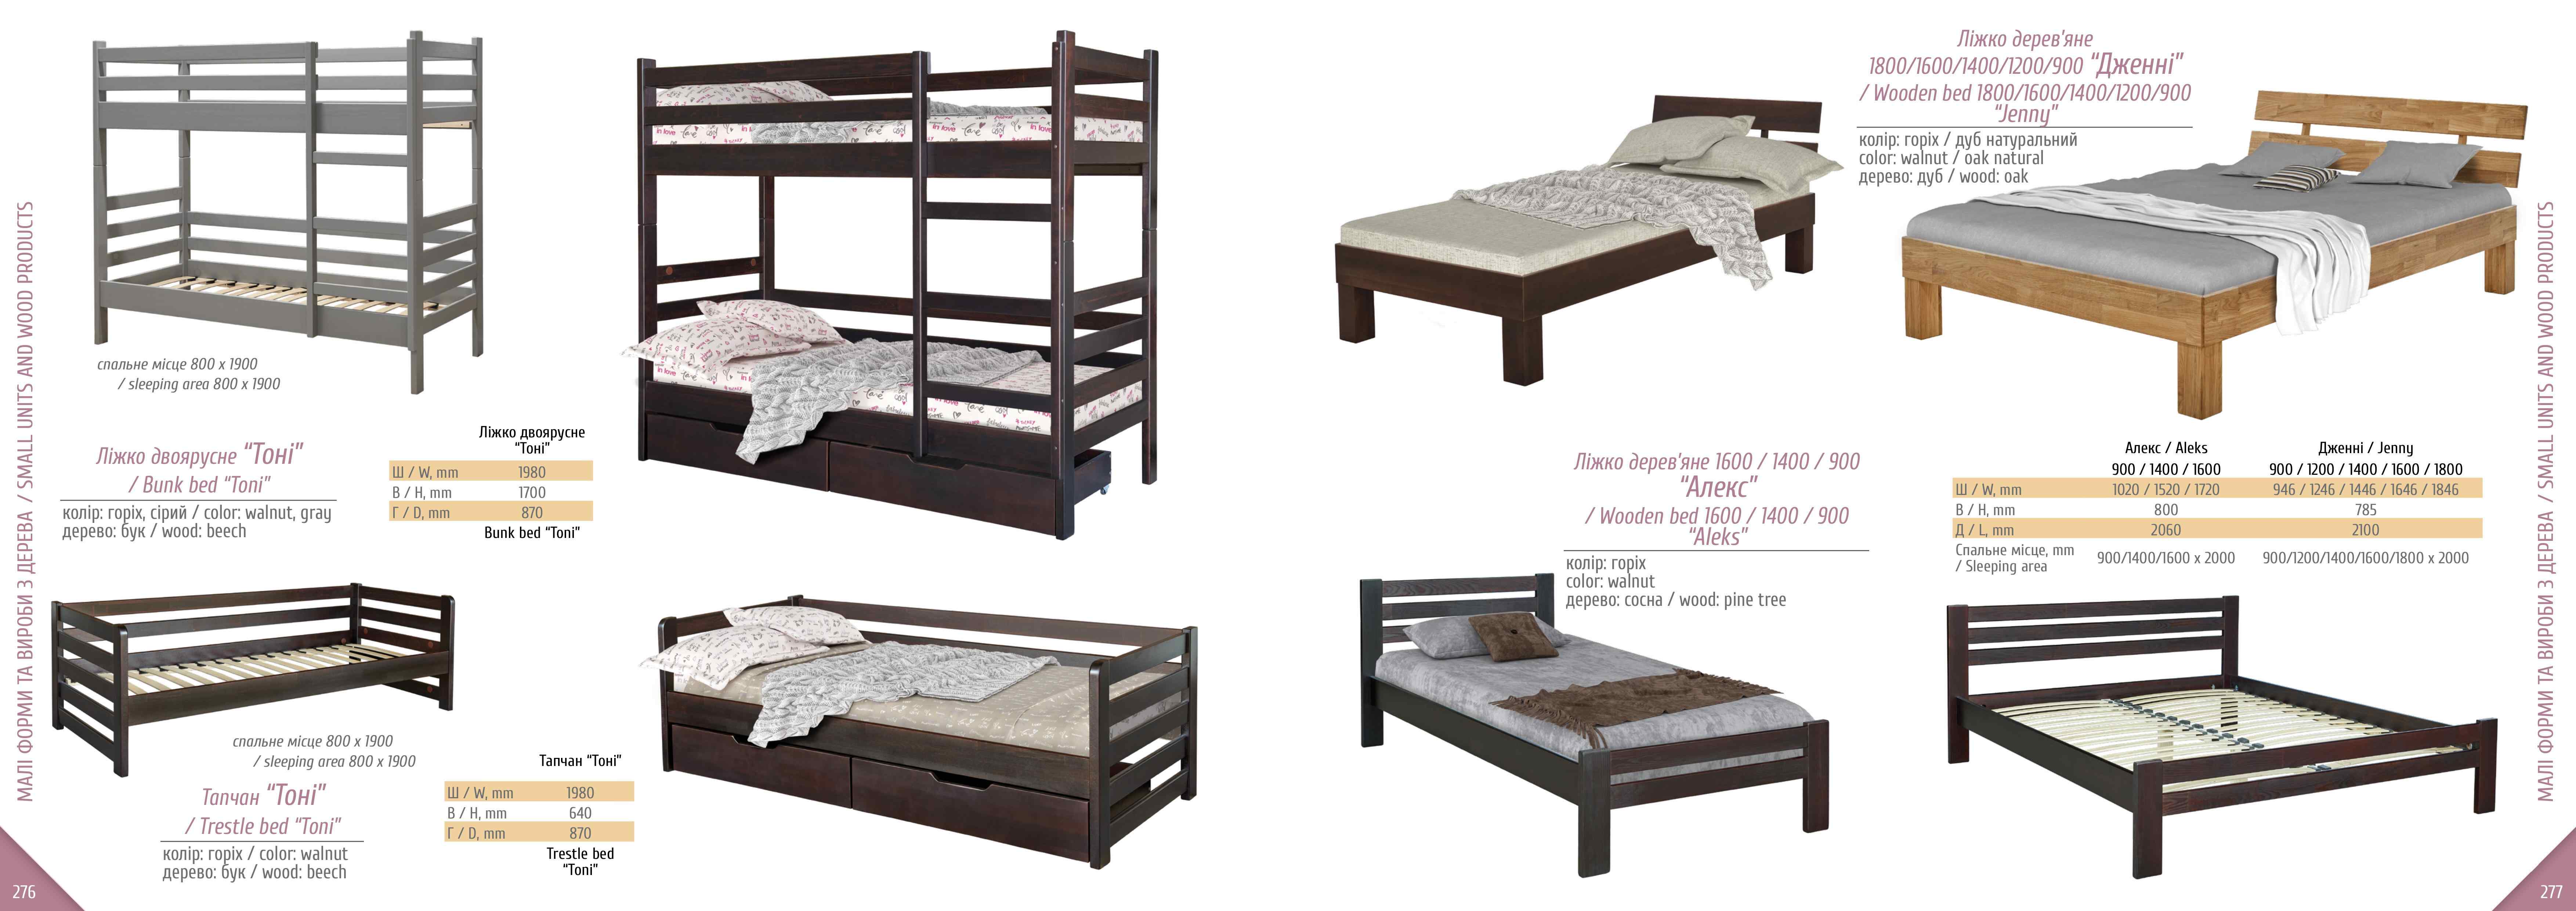 МАЛІ ФОРМИ ТА ВИРОБИ З ДЕРЕВА / SMALL UNITS AND WOOD PRODUCTS
спальне місце 800 x 1900
/ sleeping area 800 x 1900
Ліжко двоярусне “Тоні”
/ Bunk bed “Toni”
колір: горіх, сірий / color: walnut, gray
дерево: бук / wood: beech
Ліжко двоярусне
“Тоні”
Ш / W, mm 1980
В / H, mm 1700
Г / D, mm 870
Bunk bed “Toni”
спальне місце 800 x 1900
/ sleeping area 800 x 1900
Тапчан “Тоні”
/ Trestle bed “Toni”
колір: горіх / color: walnut
дерево: бук / wood: beech
Тапчан “Тоні”
Ш / W, mm 1980
В / H, mm 640
Г / D, mm 870
Trestle bed
“Toni”
276
Ліжко дерев’яне
1800/1600/1400/1200/900 “Дженні”
/ Wooden bed 1800/1600/1400/1200/900
“Jenny”
колір: горіх / дуб натуральний
color: walnut / oak natural
дерево: дуб / wood: oak
Ліжко дерев’яне 1600 / 1400 / 900
“Алекс”
/ Wooden bed 1600 / 1400 / 900
“Aleks”
колір: горіх
color: walnut
дерево: сосна / wood: pine tree
Алекс / Aleks Дженні / Jenny
900 / 1400 / 1600 900 / 1200 / 1400 / 1600 / 1800
Ш / W, mm 1020 / 1520 / 1720 946 / 1246 / 1446 / 1646 / 1846
В / H, mm 800 785
Д / L, mm 2060 2100
Спальне місце, mm
/ Sleeping area 900/1400/1600 x 2000 900/1200/1400/1600/1800 x 2000
МАЛІ ФОРМИ ТА ВИРОБИ З ДЕРЕВА / SMALL UNITS AND WOOD PRODUCTS
277